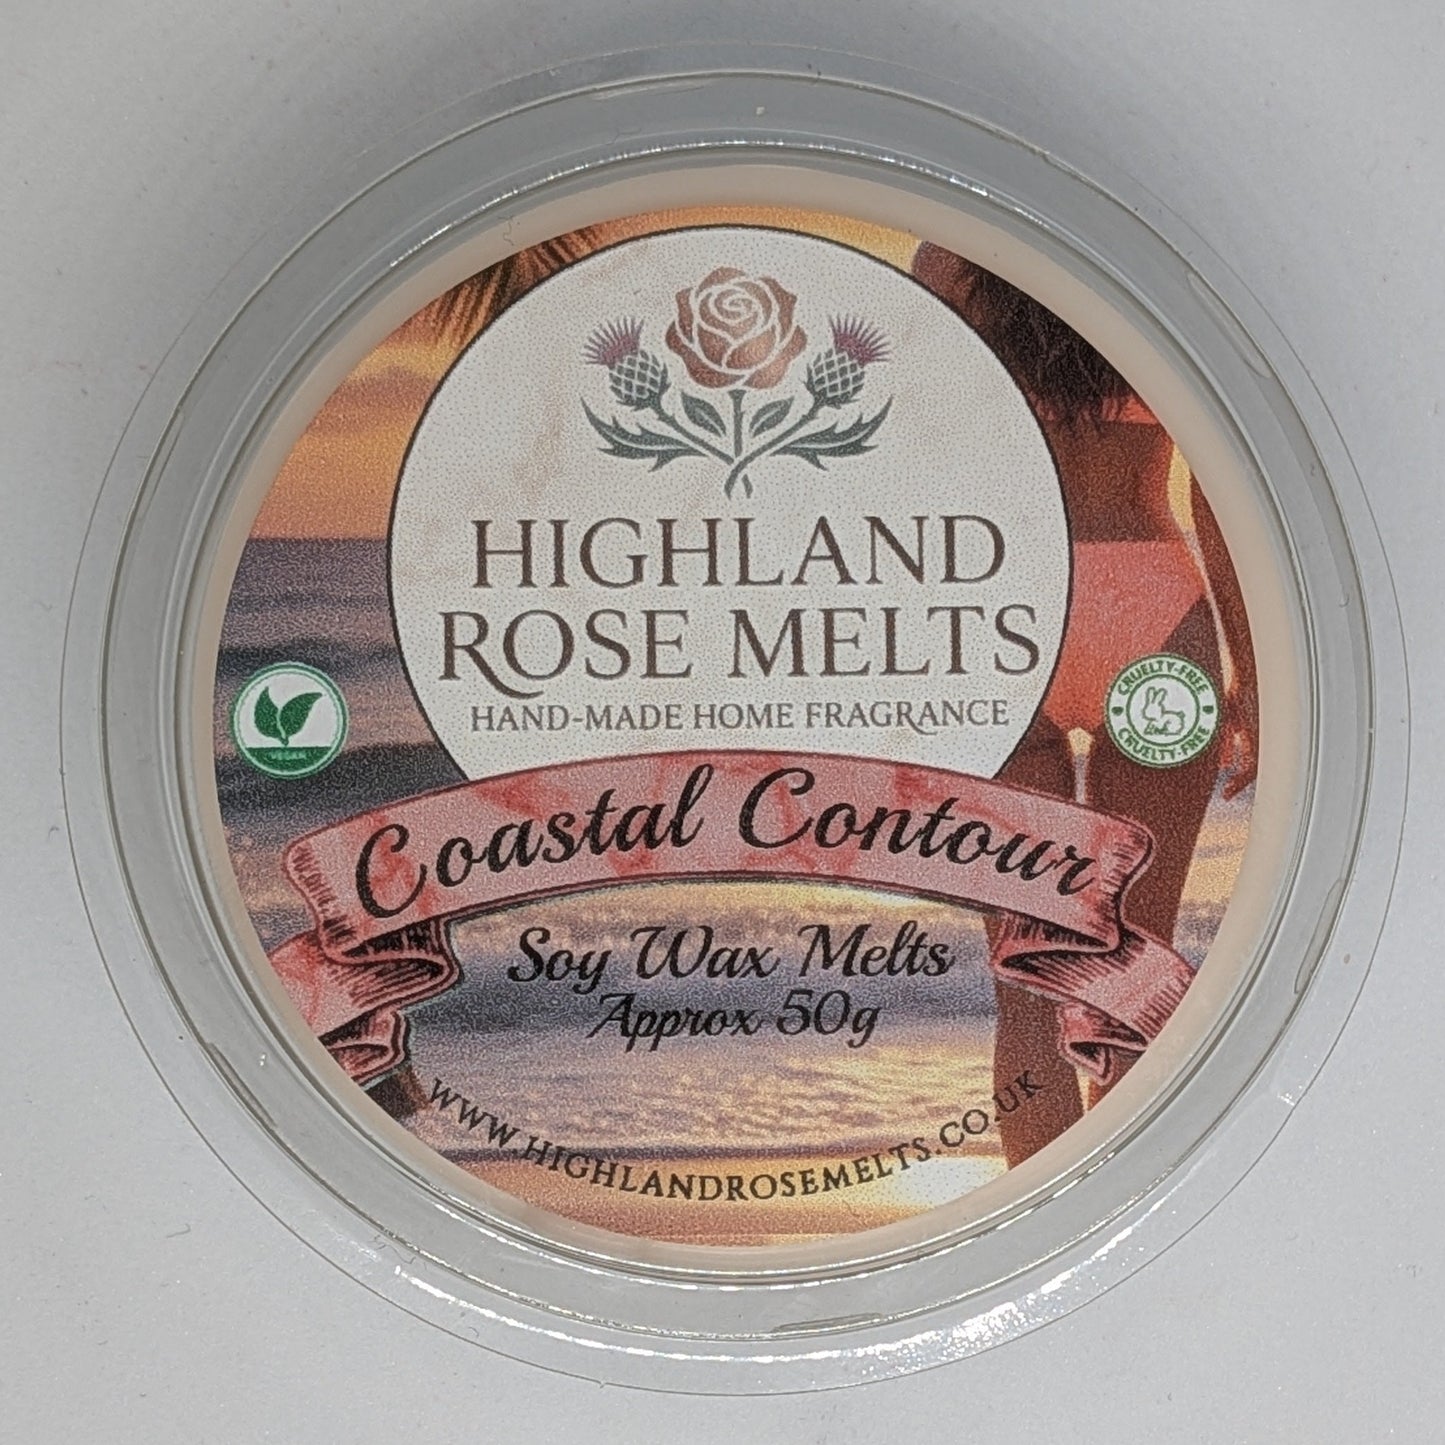 HIGHLAND
ROSE MELTS
HAND-MADE HOME FRAGRANCE
VEGAN
CRUELTY-FREE
CRUELTY-FREE
Coastal Contour
Soy Wax Melts
Approx 50g
WWW.HIGHLANDROSEMELTS.CO.UK